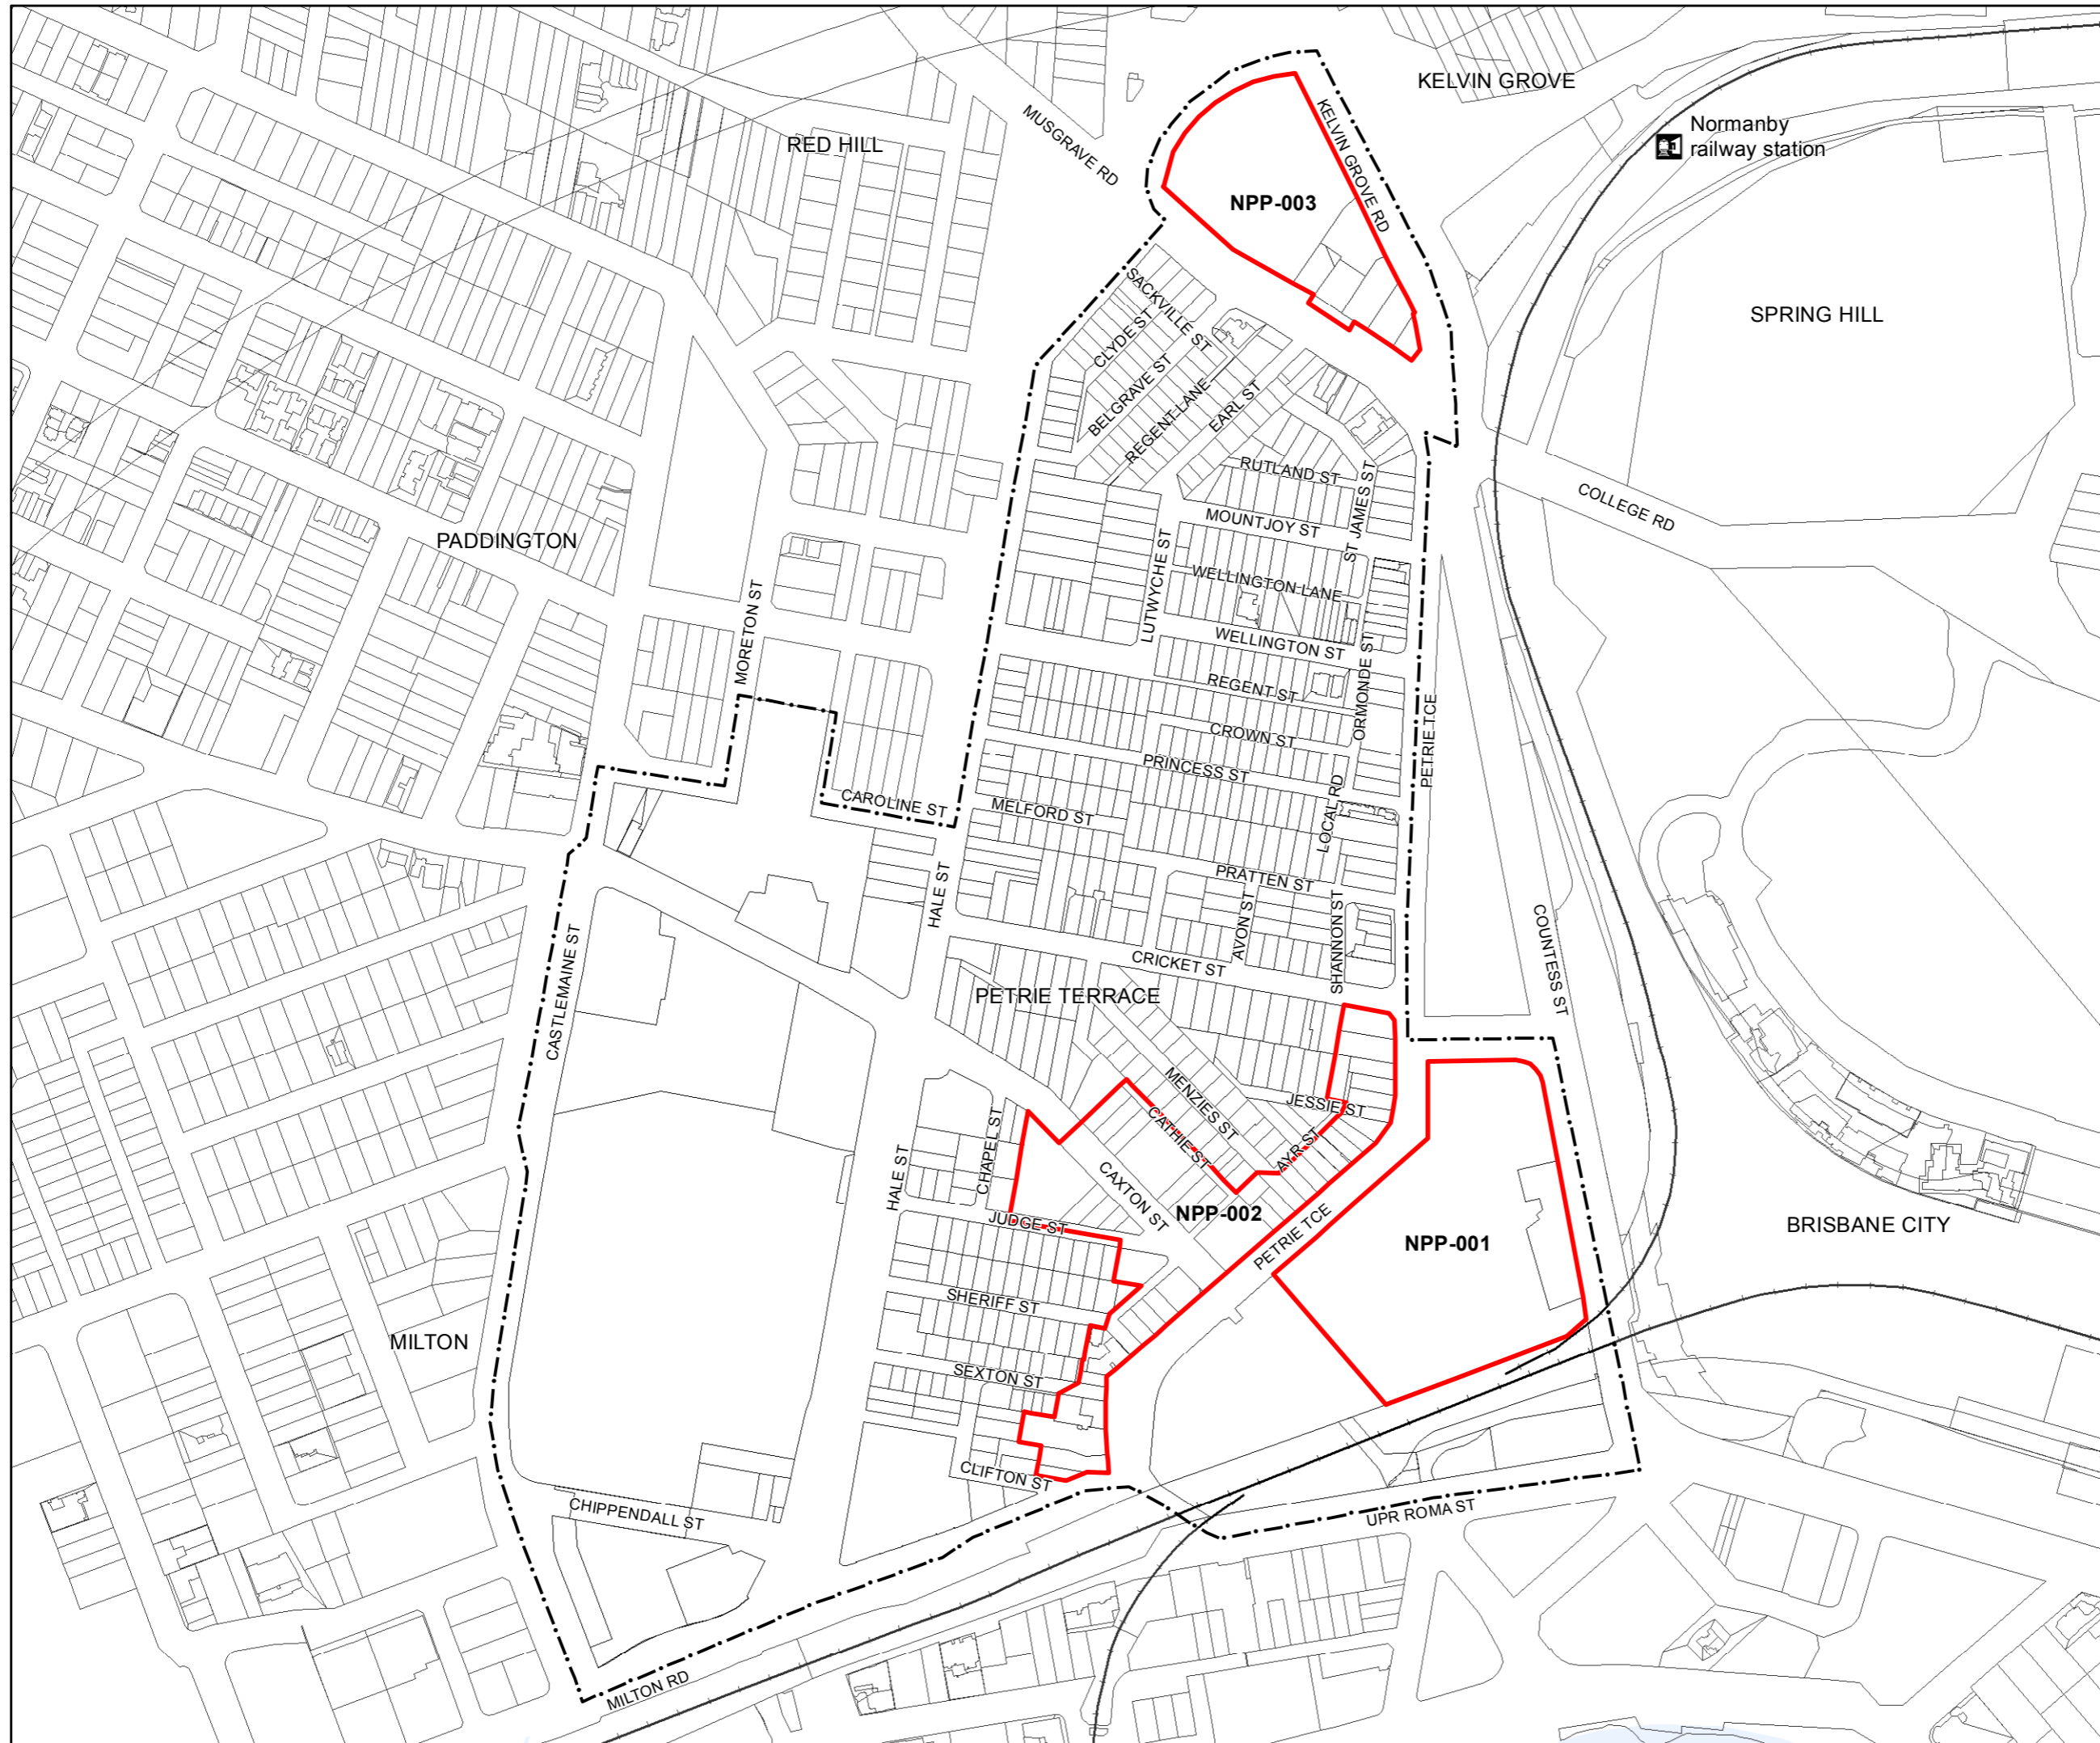 KELVIN GROVE
MUSGRAVE RD
RED HILL
KELVIN GROVE RD
Normanby
railway station
NPP-003
SPRING HILL
SACKVILLE ST
CLYDE ST
BELGRAVE ST
REGENT LANE
EARL ST
RUTLAND ST
ST JAMES ST
MOUNTJOY ST
COLLEGE RD
PADDINGTON
LUTWYCHE ST
WELLINGTON LANE
MORETON ST
WELLINGTON ST
ORMONDE ST
REGENT ST
CROWN ST
PETRIE TCE
PRINCESS ST
CAROLINE ST
MELFORD ST
LOCAL RD
PRATTEN ST
HALE ST
AVON ST
SHANNON ST
COUNTESS ST
CASTLEMAINE ST
CRICKET ST
PETRIE TERRACE
MENZIES ST
JESSIE ST
CATHIE ST
AYR ST
CHAPEL ST
HALE ST
CAXTON ST
NPP-002
JUDGE ST
PETRIE TCE
NPP-001
BRISBANE CITY
SHERIFF ST
MILTON
SEXTON ST
CLIFTON ST
CHIPPENDALL ST
UPR ROMA ST
MILTON RD